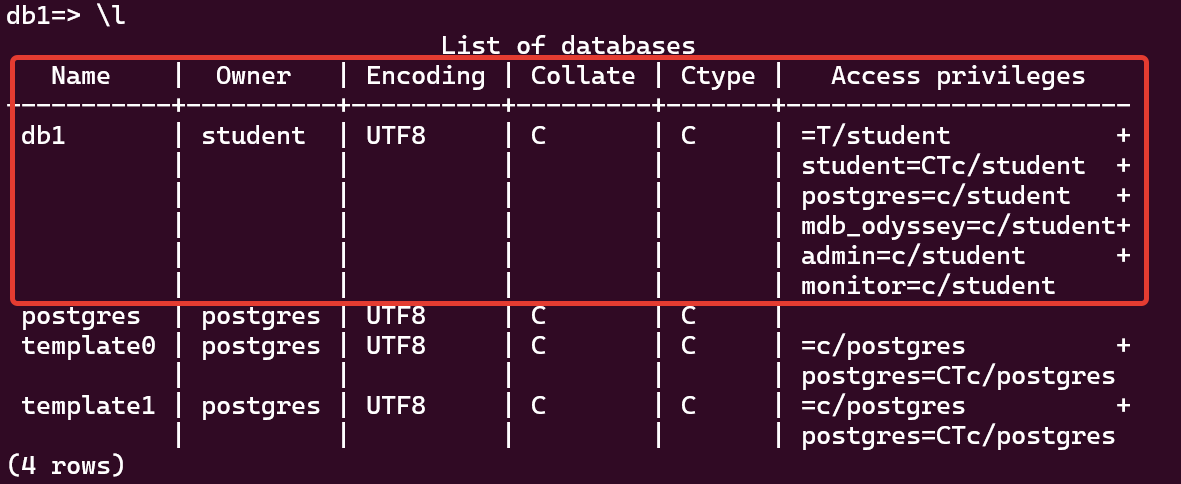 db1=> \l
                             List of databases
   Name    |  Owner   | Encoding | Collate | Ctype |   Access privileges
-----------+----------+----------+---------+-------+-----------------------
 db1       | student  | UTF8     | C       | C     | =T/student           +
           |          |          |         |       | student=CTc/student  +
           |          |          |         |       | postgres=c/student   +
           |          |          |         |       | mdb_odyssey=c/student+
           |          |          |         |       | admin=c/student      +
           |          |          |         |       | monitor=c/student
 postgres  | postgres | UTF8     | C       | C     |
 template0 | postgres | UTF8     | C       | C     | =c/postgres          +
           |          |          |         |       | postgres=CTc/postgres
 template1 | postgres | UTF8     | C       | C     | =c/postgres          +
           |          |          |         |       | postgres=CTc/postgres
(4 rows)